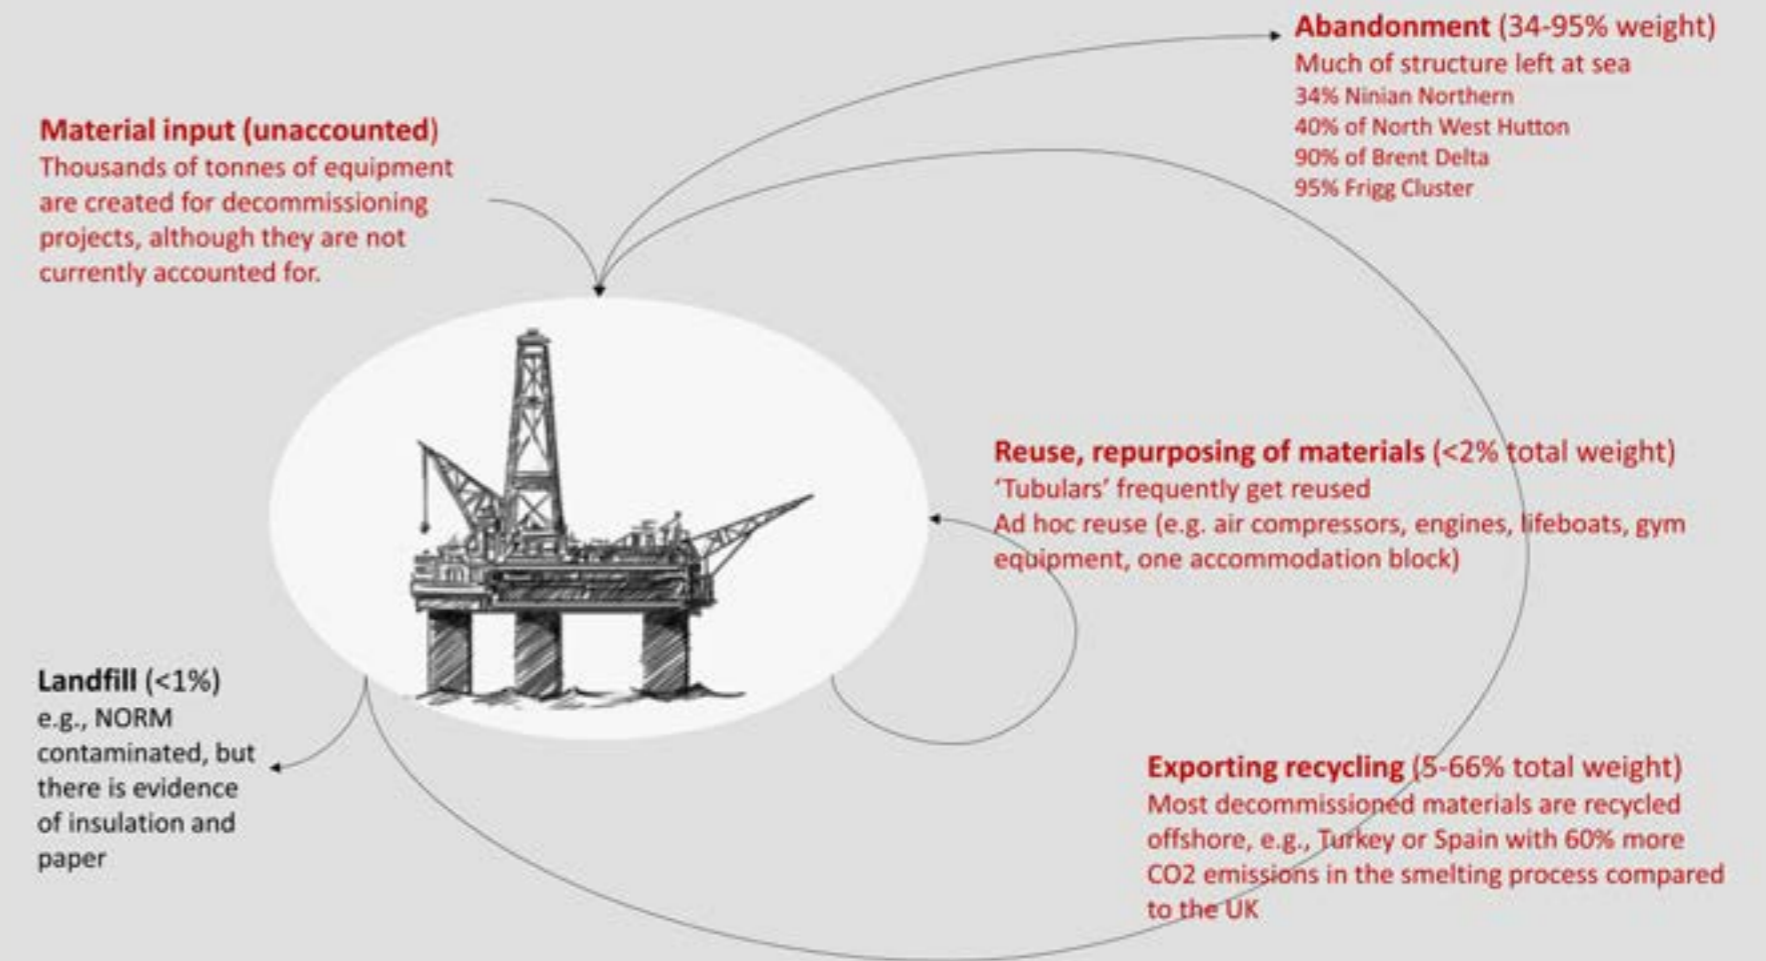 Abandonment (34-95% weight)
Much of structure left at sea
34% Ninian Northern
40% of North West Hutton
90% of Brent Delta
95% Frigg Cluster
Material input (unaccounted)
Thousands of tonnes of equipment
are created for decommissioning
projects, although they are not
currently accounted for.
Reuse, repurposing of materials (<2% total weight)
‘Tubulars’ frequently get reused
Ad hoc reuse (e.g. air compressors, engines, lifeboats, gym
equipment, one accommodation block)
Landfill (<1%)
e.g., NORM
contaminated, but
there is evidence
of insulation and
paper
Exporting recycling (5-66% total weight)
Most decommissioned materials are recycled
offshore, e.g., Turkey or Spain with 60% more
CO2 emissions in the smelting process compared
to the UK